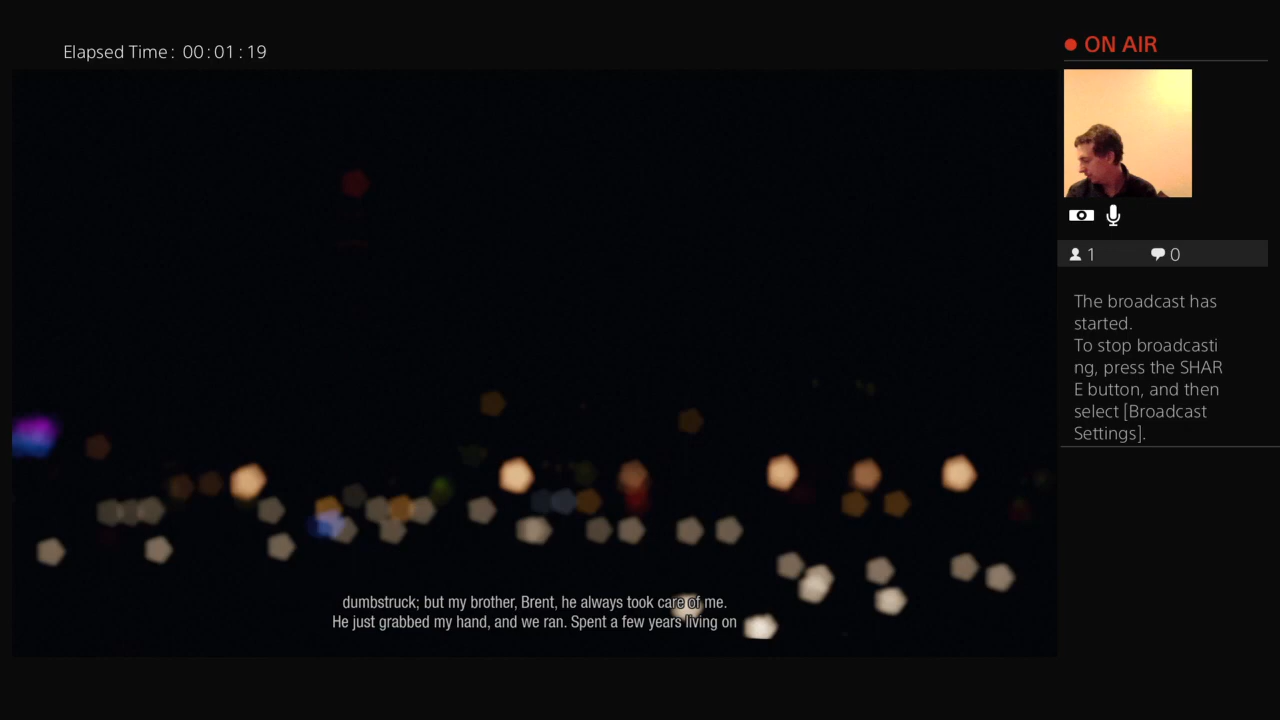 Elapsed Time: 00:01:19
ON AIR
1
0
The broadcast has
started.
To stop broadcasti
ng, press the SHAR
E button, and then
select [Broadcast
Settings].
dumbstruck; but my brother, Brent, he always took care of me.
He just grabbed my hand, and we ran. Spent a few years living on